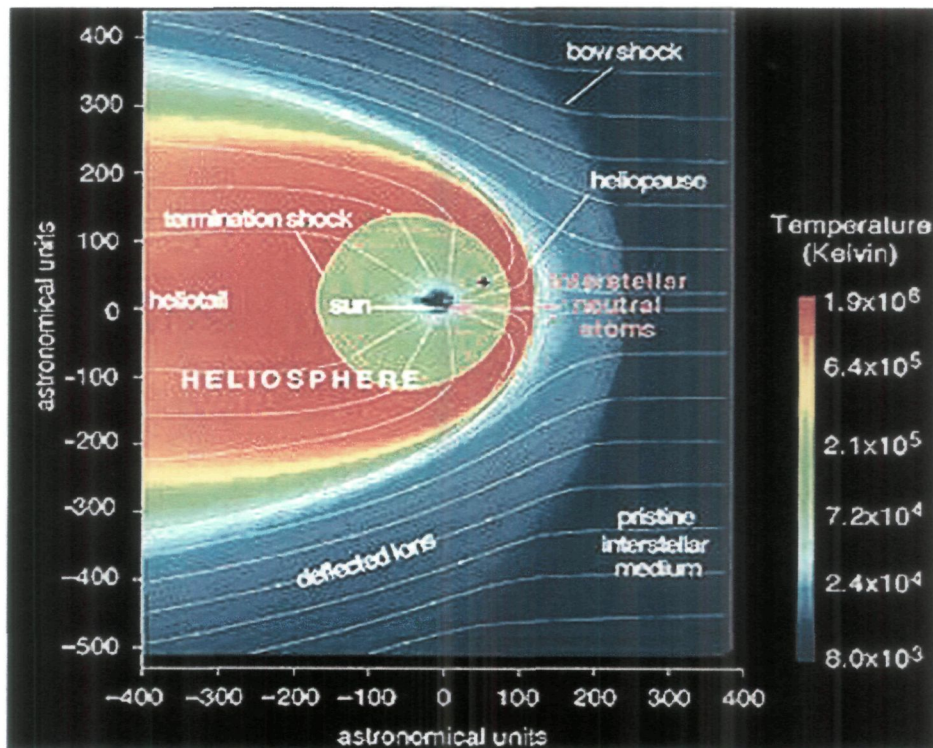 400
bow shock
300
200
heliopause
termination shock
100
Temperature
(Kelvin)
heliotail
sun
interstellar
neutral
atoms
0
1.9x10⁶
-100
HELIOSPHERE
6.4x10⁵
-200
2.1x10⁵
-300
pristine
interstellar
medium
7.2x10⁴
deflected ions
-400
2.4x10⁴
-500
8.0x10³
-400 -300 -200 -100 0 100 200 300 400
astronomical units
astronomical units